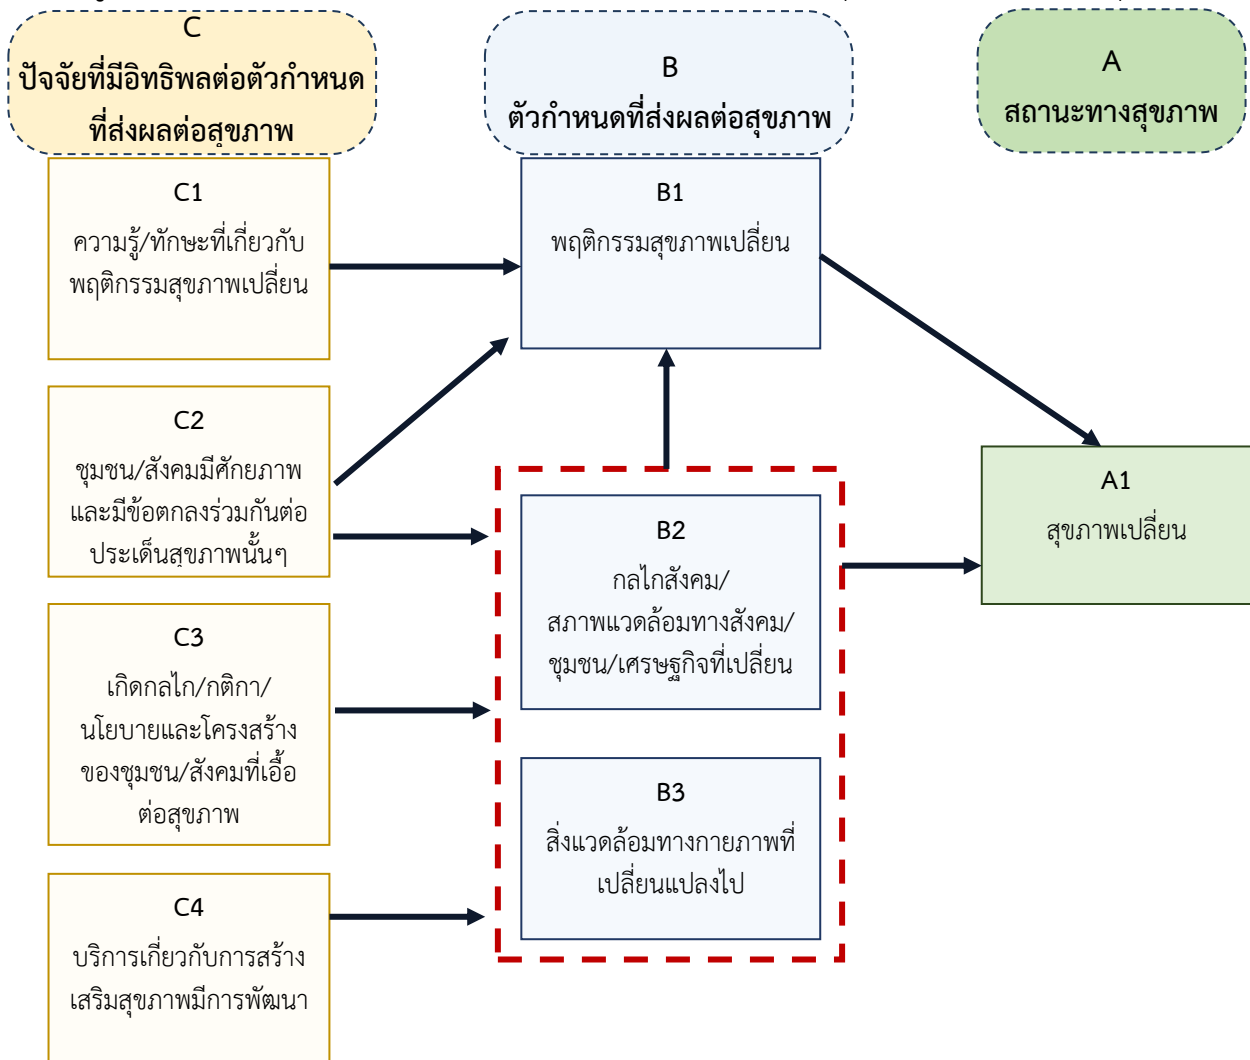 C
ปัจจัยที่มีอิทธิพลต่อตัวกำหนด
ที่ส่งผลต่อสุขภาพ
B
ตัวกำหนดที่ส่งผลต่อสุขภาพ
A
สถานะทางสุขภาพ
C1
ความรู้/ทักษะที่เกี่ยวกับ
พฤติกรรมสุขภาพเปลี่ยน
B1
พฤติกรรมสุขภาพเปลี่ยน
C2
ชุมชน/สังคมมีศักยภาพ
และมีข้อตกลงร่วมกันต่อ
ประเด็นสุขภาพนั้นๆ
A1
สุขภาพเปลี่ยน
B2
กลไกสังคม/
สภาพแวดล้อมทางสังคม/
ชุมชน/เศรษฐกิจที่เปลี่ยน
C3
เกิดกลไก/กติกา/
นโยบายและโครงสร้าง
ของชุมชน/สังคมที่เอื้อ
ต่อสุขภาพ
B3
สิ่งแวดล้อมทางกายภาพที่
เปลี่ยนแปลงไป
C4
บริการเกี่ยวกับการสร้าง
เสริมสุขภาพมีการพัฒนา